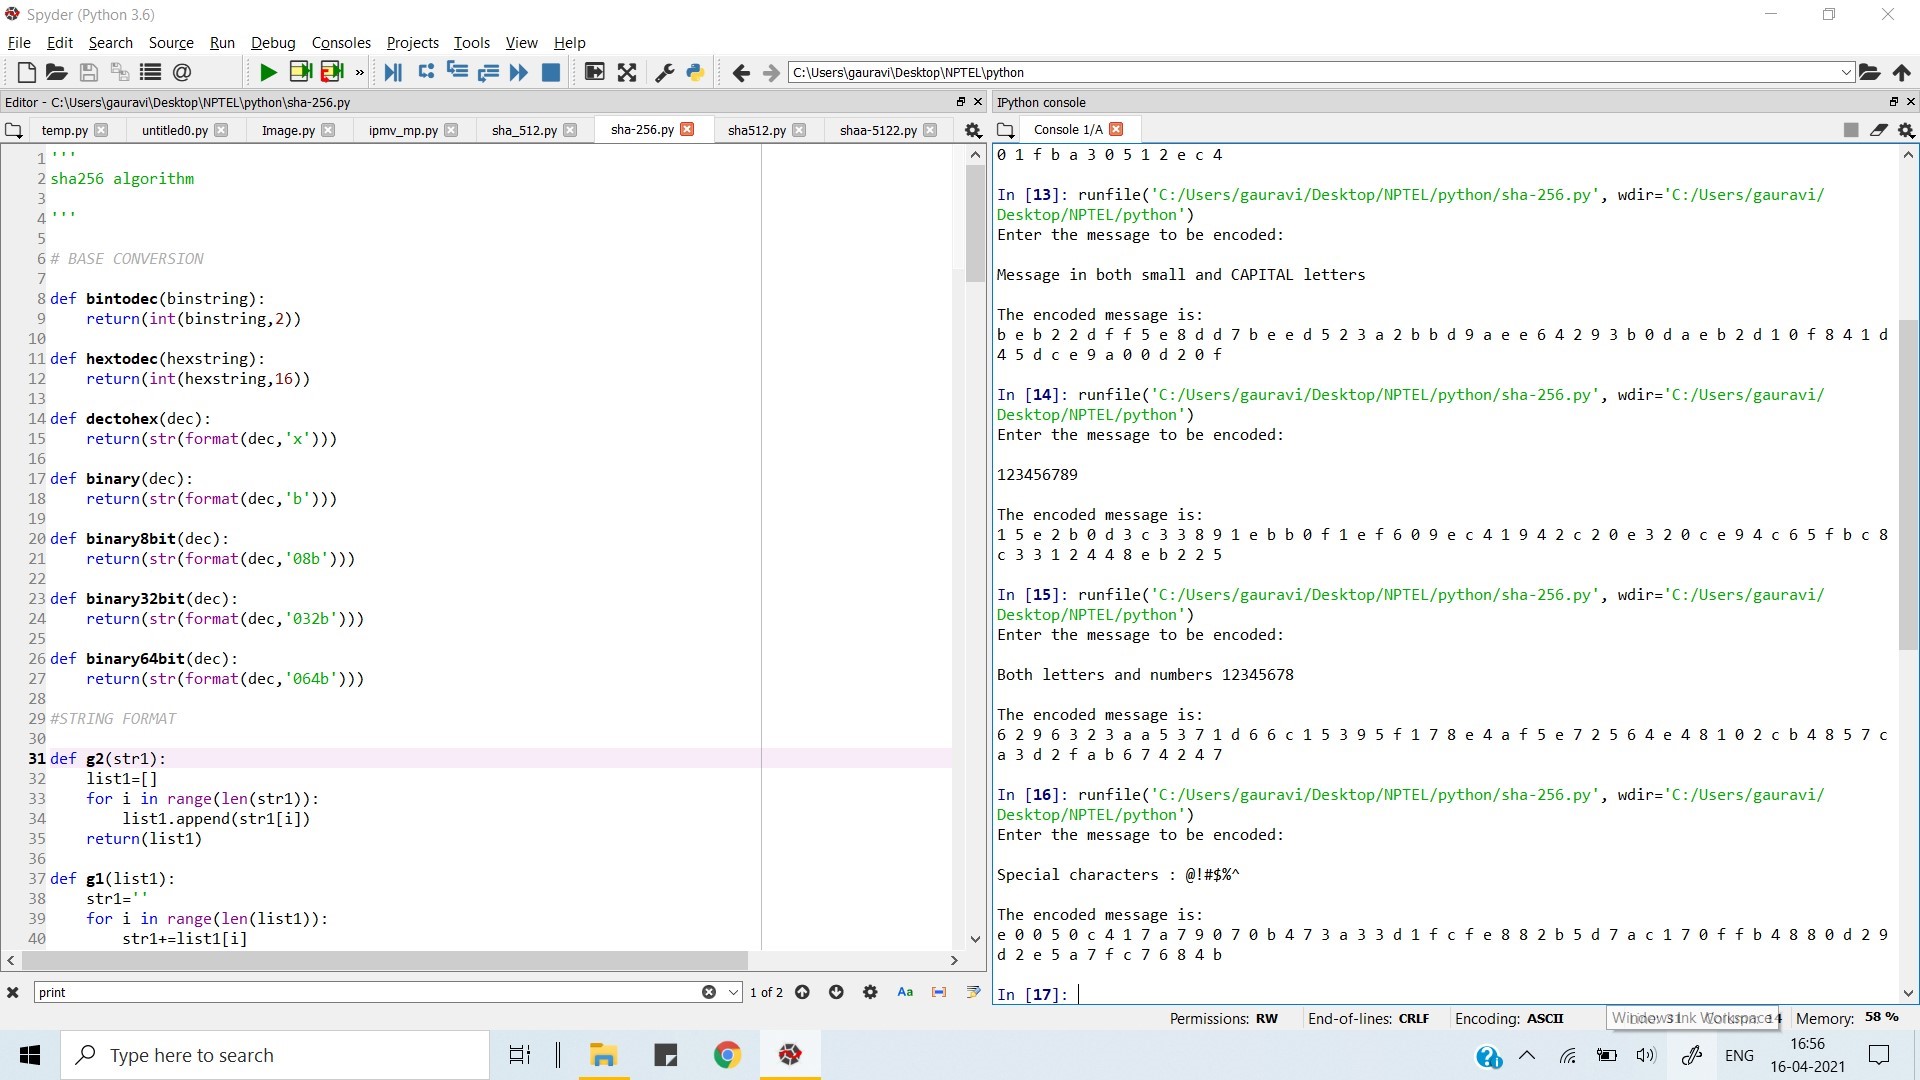 Spyder (Python 3.6)
File Edit Search Source Run Debug Consoles Projects Tools View Help
C:\Users\gauravi\Desktop\NPTEL\python
Editor - C:\Users\gauravi\Desktop\NPTEL\python\sha-256.py
temp.py untitled0.py Image.py ipmv_mp.py sha_512.py sha-256.py sha512.py shaa-5122.py
1 '''
2 sha256 algorithm
3
4 '''
5
6 # BASE CONVERSION
7
8 def bintodec(binstring):
9     return(int(binstring,2))
10
11 def hextodec(hexstring):
12     return(int(hexstring,16))
13
14 def dectohex(dec):
15     return(str(format(dec,'x')))
16
17 def binary(dec):
18     return(str(format(dec,'b')))
19
20 def binary8bit(dec):
21     return(str(format(dec,'08b')))
22
23 def binary32bit(dec):
24     return(str(format(dec,'032b')))
25
26 def binary64bit(dec):
27     return(str(format(dec,'064b')))
28
29 #STRING FORMAT
30
31 def g2(str1):
32     list1=[]
33     for i in range(len(str1)):
34         list1.append(str1[i])
35     return(list1)
36
37 def g1(list1):
38     str1=''
39     for i in range(len(list1)):
40         str1+=list1[i]
print
1 of 2
Aa
IPython console
Console 1/A
0 1 f b a 3 0 5 1 2 e c 4
In [13]: runfile('C:/Users/gauravi/Desktop/NPTEL/python/sha-256.py', wdir='C:/Users/gauravi/
Desktop/NPTEL/python')
Enter the message to be encoded:
Message in both small and CAPITAL letters
The encoded message is:
b e b 2 2 d f f 5 e 8 d d 7 b e e d 5 2 3 a 2 b b d 9 a e e 6 4 2 9 3 b 0 d a e b 2 d 1 0 f 8 4 1 d
4 5 d c e 9 a 0 0 d 2 0 f
In [14]: runfile('C:/Users/gauravi/Desktop/NPTEL/python/sha-256.py', wdir='C:/Users/gauravi/
Desktop/NPTEL/python')
Enter the message to be encoded:
123456789
The encoded message is:
1 5 e 2 b 0 d 3 c 3 3 8 9 1 e b b 0 f 1 e f 6 0 9 e c 4 1 9 4 2 c 2 0 e 3 2 0 c e 9 4 c 6 5 f b c 8
c 3 3 1 2 4 4 8 e b 2 2 5
In [15]: runfile('C:/Users/gauravi/Desktop/NPTEL/python/sha-256.py', wdir='C:/Users/gauravi/
Desktop/NPTEL/python')
Enter the message to be encoded:
Both letters and numbers 12345678
The encoded message is:
6 2 9 6 3 2 3 a a 5 3 7 1 d 6 6 c 1 5 3 9 5 f 1 7 8 e 4 a f 5 e 7 2 5 6 4 e 4 8 1 0 2 c b 4 8 5 7 c
a 3 d 2 f a b 6 7 4 2 4 7
In [16]: runfile('C:/Users/gauravi/Desktop/NPTEL/python/sha-256.py', wdir='C:/Users/gauravi/
Desktop/NPTEL/python')
Enter the message to be encoded:
Special characters : @!#$%^
The encoded message is:
e 0 0 5 0 c 4 1 7 a 7 9 0 7 0 b 4 7 3 a 3 3 d 1 f c f e 8 8 2 b 5 d 7 a c 1 7 0 f f b 4 8 8 0 d 2 9
d 2 e 5 a 7 f c 7 6 8 4 b
In [17]:
Permissions: RW End-of-lines: CRLF Encoding: ASCII Windows Ink Workspace Memory: 58 %
Type here to search
ENG
16:56
16-04-2021